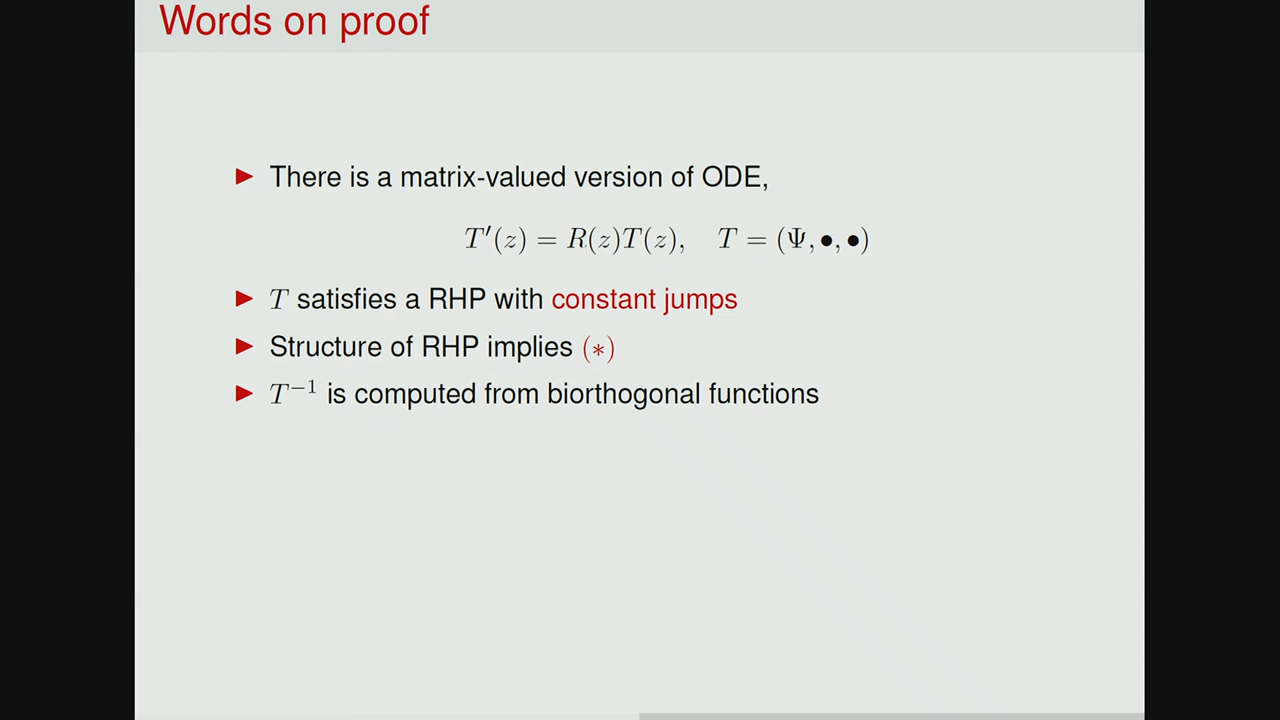 Words on proof
▶ There is a matrix-valued version of ODE,
T′(z) = R(z)T(z), T = (Ψ, •, •)
▶ T satisfies a RHP with constant jumps
▶ Structure of RHP implies (∗)
▶ T⁻¹ is computed from biorthogonal functions